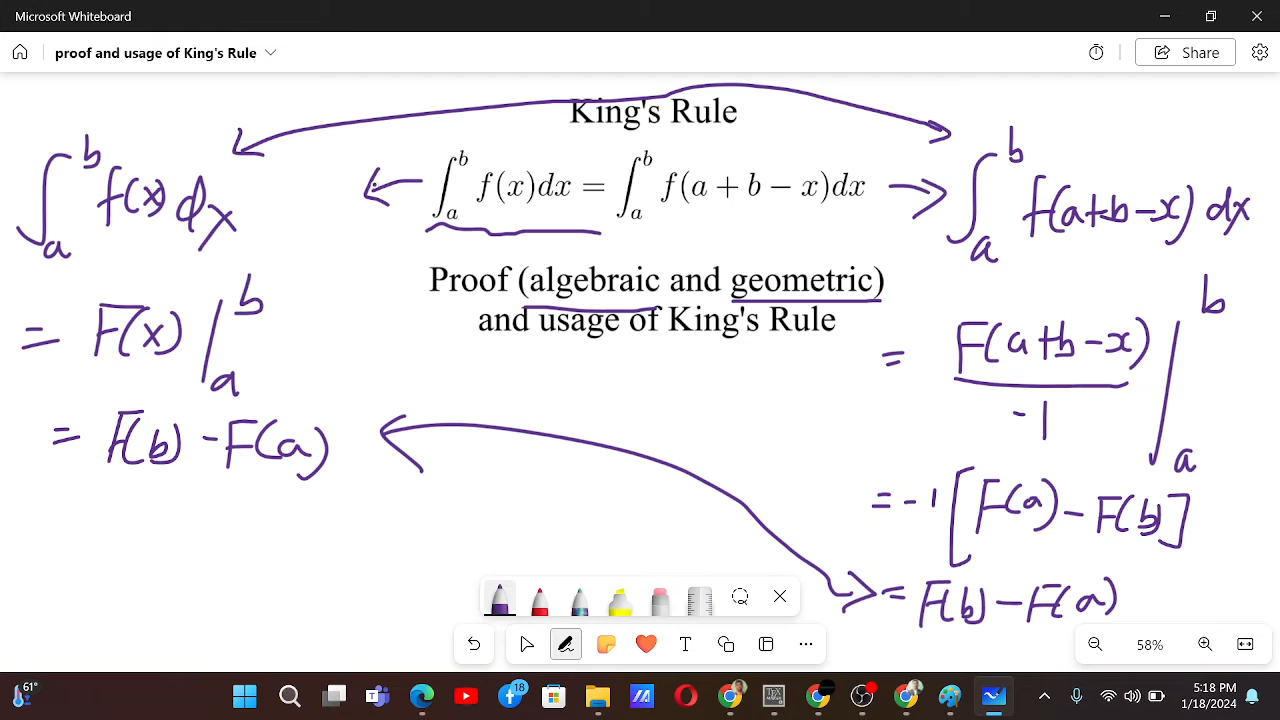 Microsoft Whiteboard
proof and usage of King's Rule
Share
King's Rule
∫_a^b f(x)dx = ∫_a^b f(a + b − x)dx
Proof (algebraic and geometric)
and usage of King's Rule
∫_a^b f(x) dx
= F(x) |_a^b
= F(b) - F(a)
∫_a^b f(a+b-x) dx
= F(a+b-x)/-1 |_a^b
= -1 [F(a) - F(b)]
= F(b) - F(a)
T
58%
61°
18
5:18 PM
1/18/2024